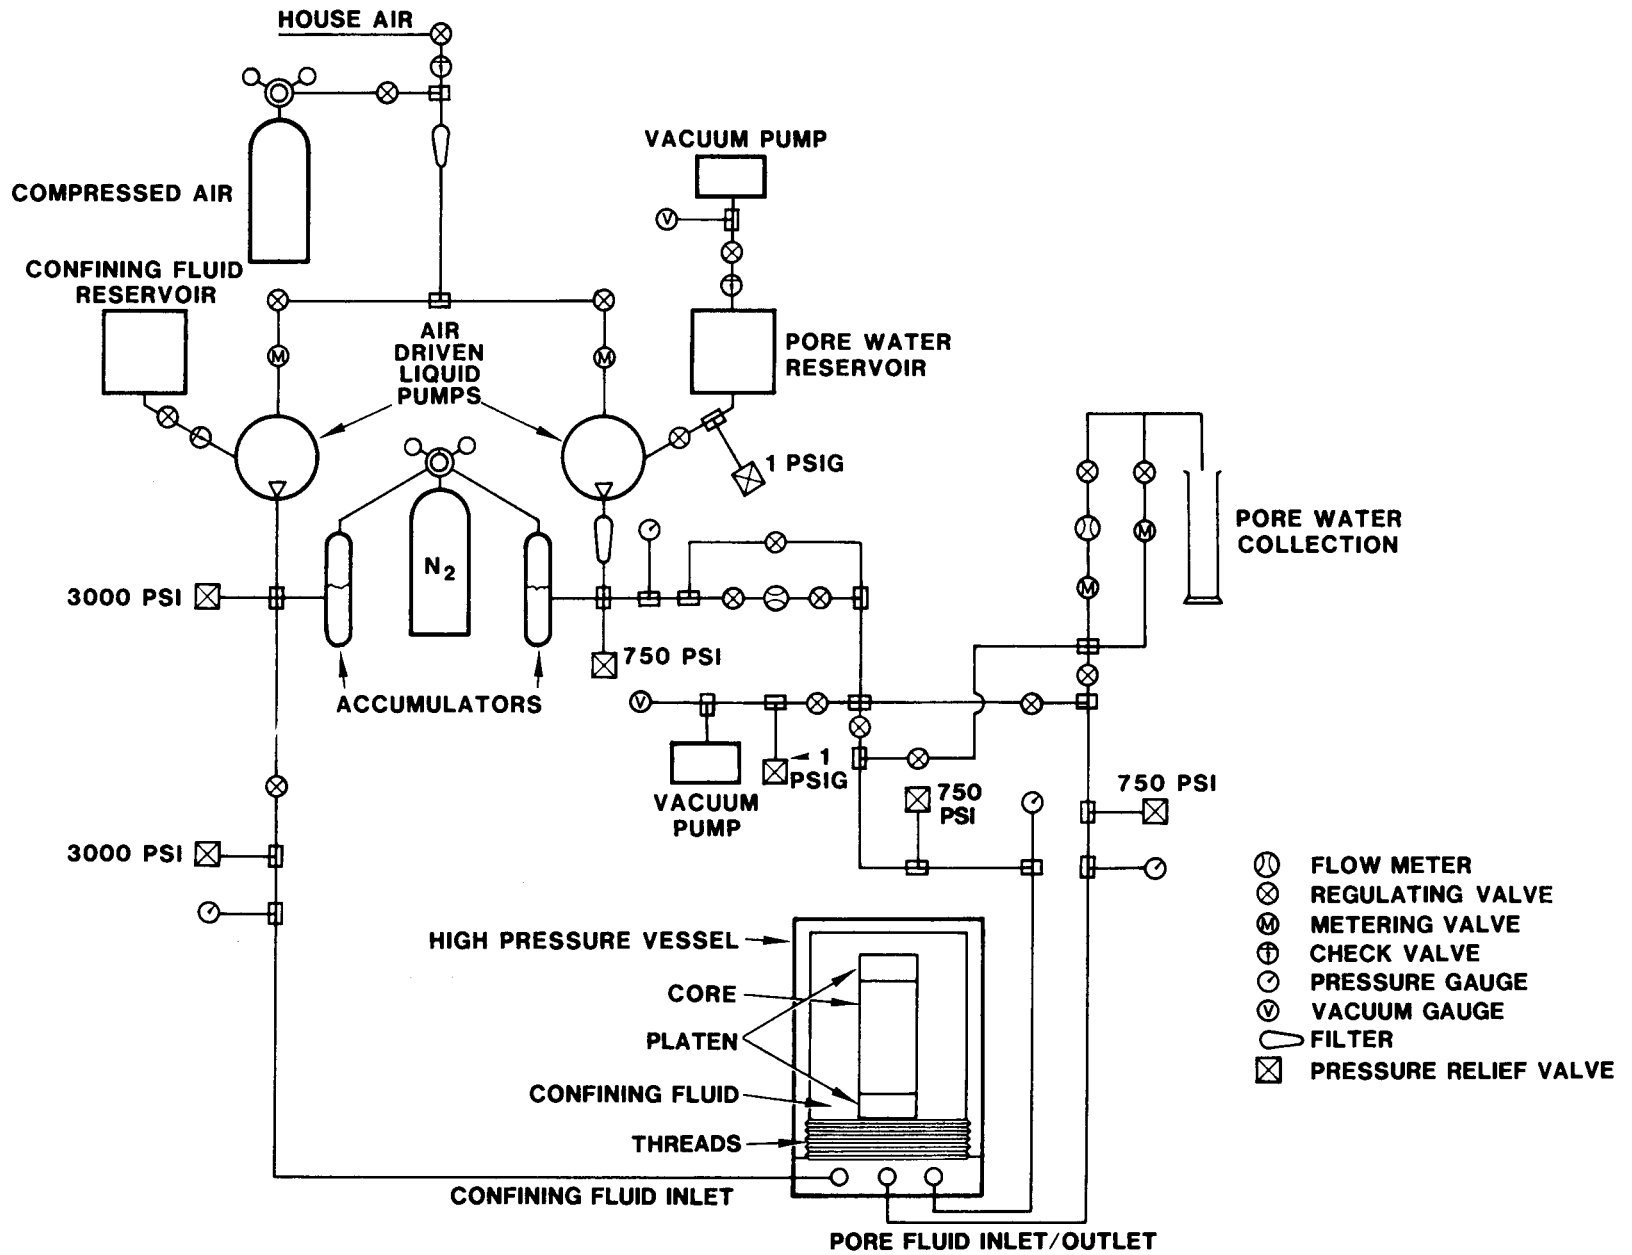 HOUSE AIR
VACUUM PUMP
COMPRESSED AIR
CONFINING FLUID
RESERVOIR
AIR
DRIVEN
LIQUID
PUMPS
PORE WATER
RESERVOIR
V
M
M
1 PSIG
N2
PORE WATER
COLLECTION
M
M
3000 PSI
750 PSI
ACCUMULATORS
V
1
PSIG
VACUUM
PUMP
750
PSI
750 PSI
3000 PSI
HIGH PRESSURE VESSEL
CORE
PLATEN
CONFINING FLUID
THREADS
CONFINING FLUID INLET
PORE FLUID INLET/OUTLET
FLOW METER
REGULATING VALVE
M METERING VALVE
CHECK VALVE
PRESSURE GAUGE
V VACUUM GAUGE
FILTER
PRESSURE RELIEF VALVE